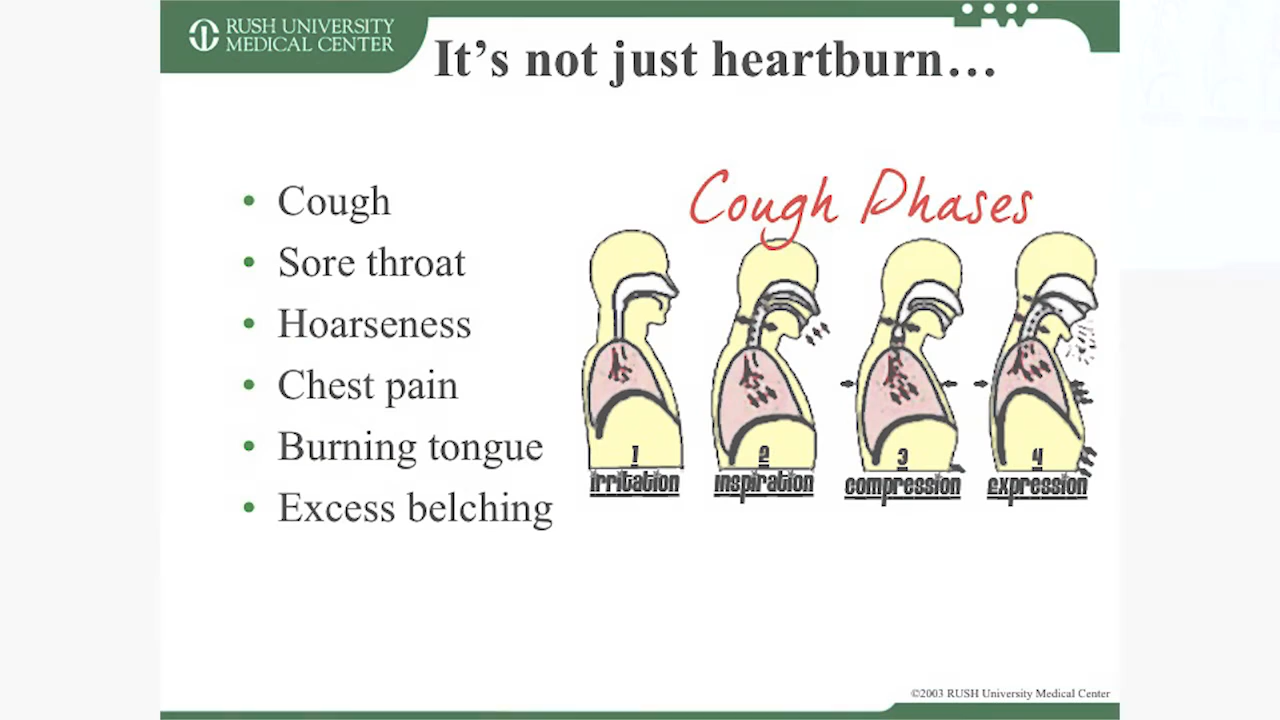 RUSH UNIVERSITY
MEDICAL CENTER
It's not just heartburn…
• Cough
• Sore throat
• Hoarseness
• Chest pain
• Burning tongue
• Excess belching
Cough Phases
1
irritation
2
inspiration
3
compression
4
expression
©2003 RUSH University Medical Center